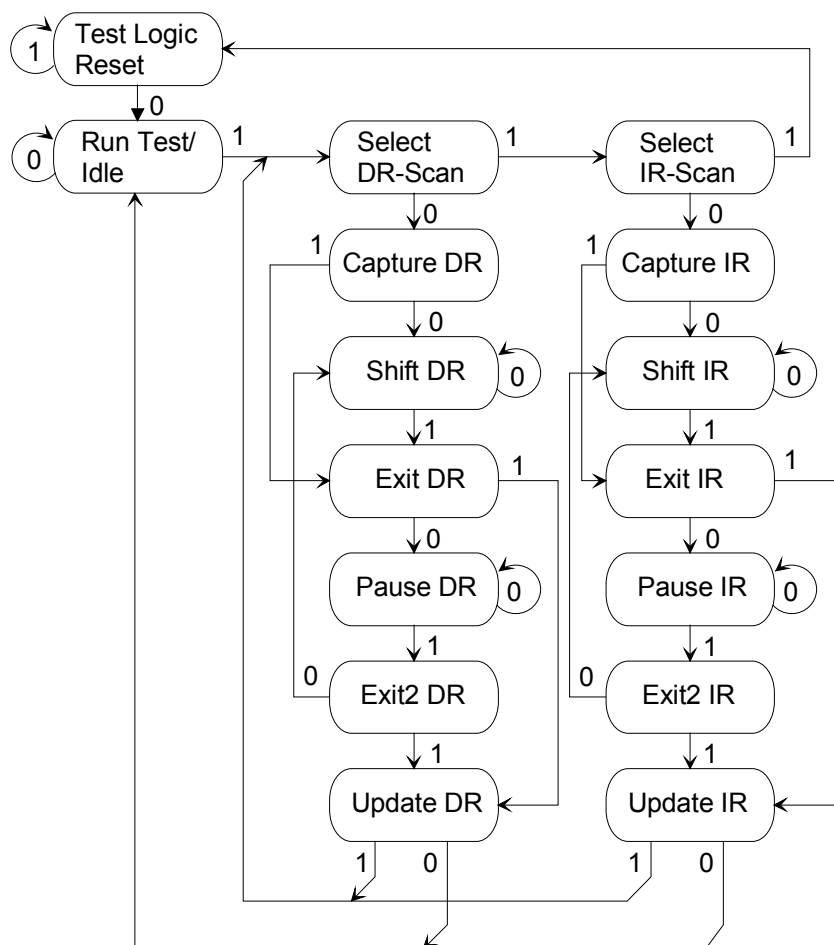 Test Logic
Reset
1
0
Run Test/
Idle
0
1
Select
DR-Scan
1
Select
IR-Scan
1
0
0
1
Capture DR
1
Capture IR
0
0
Shift DR
0
Shift IR
0
1
1
Exit DR
1
Exit IR
1
0
0
Pause DR
0
Pause IR
0
1
1
0
Exit2 DR
0
Exit2 IR
1
1
Update DR
Update IR
1
0
1
0